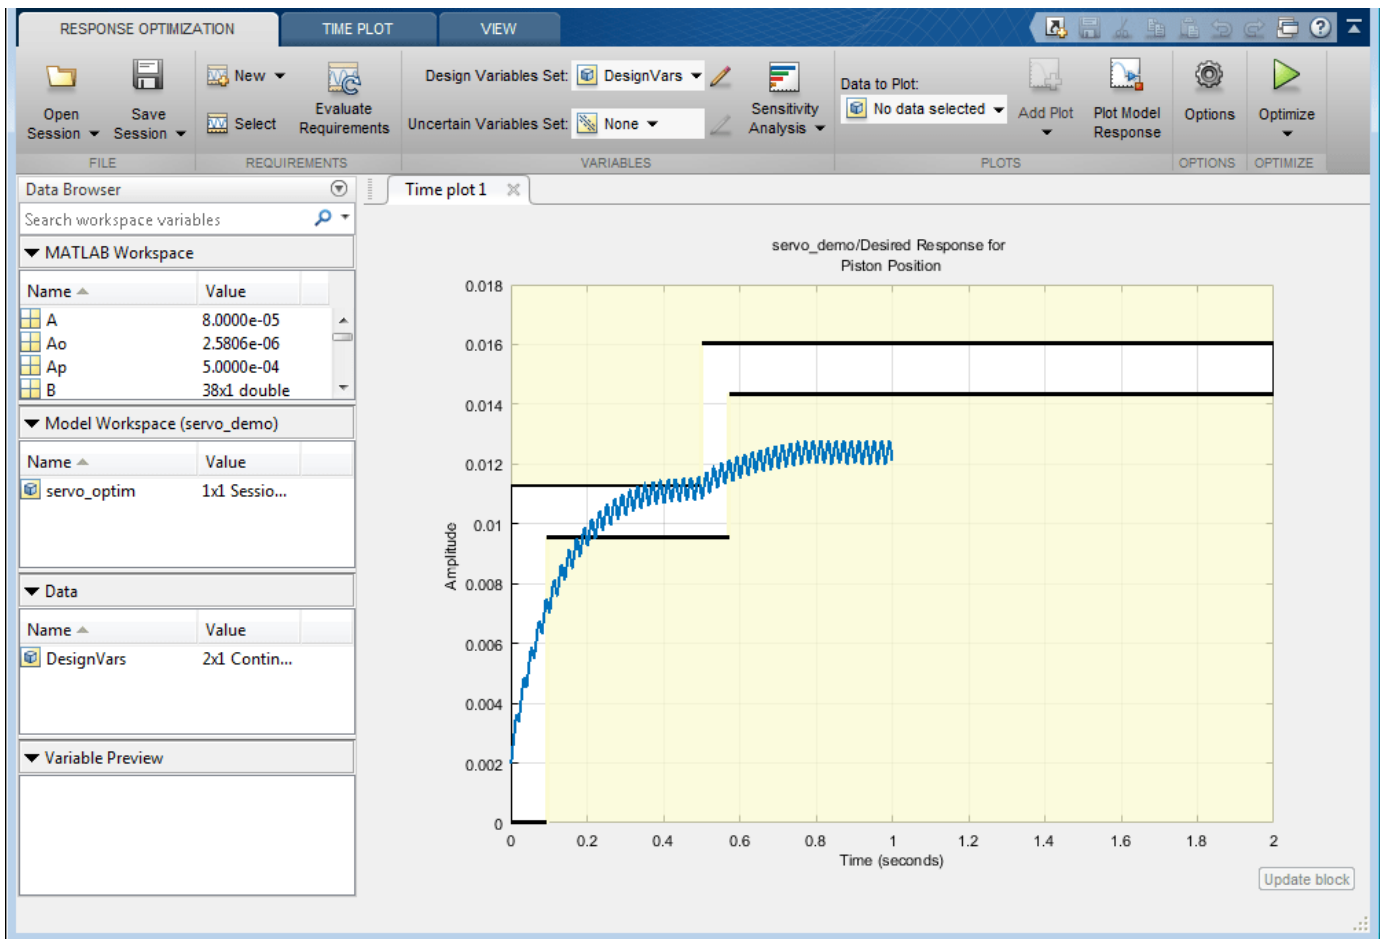 RESPONSE OPTIMIZATION
TIME PLOT
VIEW
Open Session
Save Session
FILE
New
Select
Evaluate Requirements
REQUIREMENTS
Design Variables Set: DesignVars
Uncertain Variables Set: None
Sensitivity Analysis
VARIABLES
Data to Plot:
No data selected
Add Plot
Plot Model Response
PLOTS
Options
OPTIONS
Optimize
OPTIMIZE
Data Browser
Search workspace variables
MATLAB Workspace
Name Value
A 8.0000e-05
Ao 2.5806e-06
Ap 5.0000e-04
B 38x1 double
Model Workspace (servo_demo)
Name Value
servo_optim 1x1 Sessio...
Data
Name Value
DesignVars 2x1 Contin...
Variable Preview
Time plot 1
servo_demo/Desired Response for
Piston Position
0.018
0.016
0.014
0.012
0.01
0.008
0.006
0.004
0.002
0
Amplitude
0 0.2 0.4 0.6 0.8 1 1.2 1.4 1.6 1.8 2
Time (seconds)
Update block